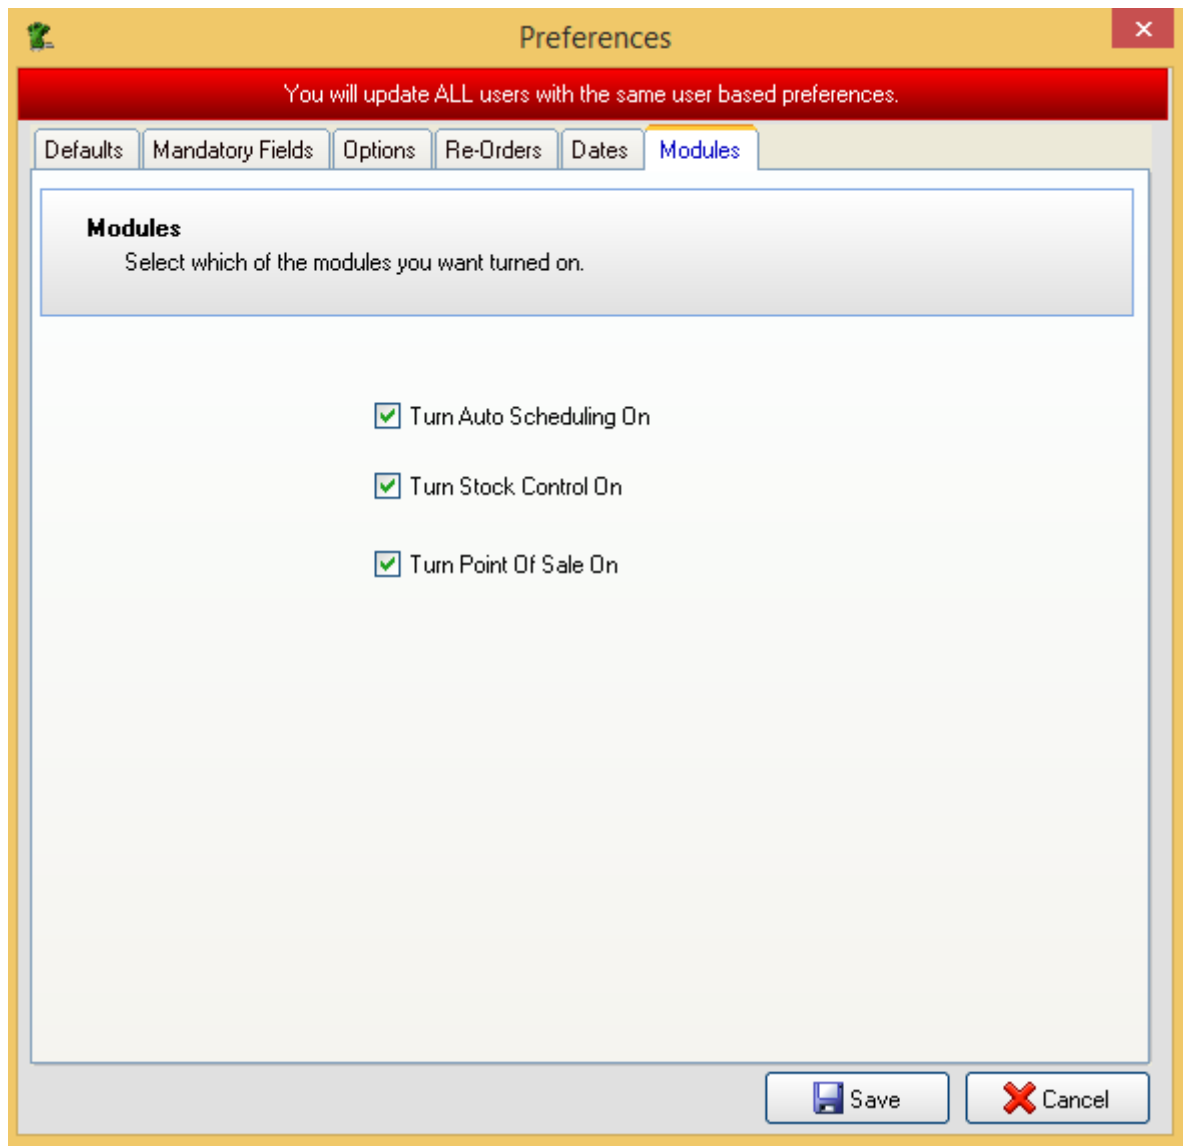 Preferences
You will update ALL users with the same user based preferences.
Defaults Mandatory Fields Options Re-Orders Dates Modules
Modules
Select which of the modules you want turned on.
Turn Auto Scheduling On
Turn Stock Control On
Turn Point Of Sale On
Save Cancel